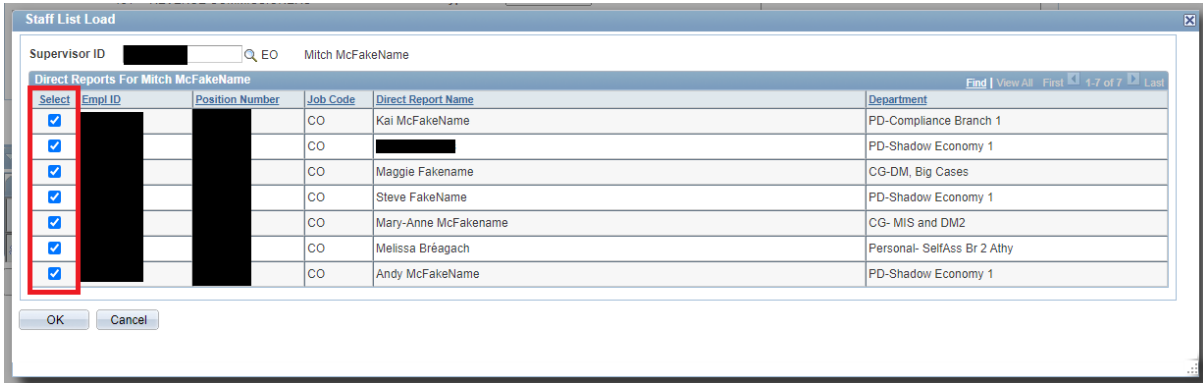 Staff List Load
Supervisor ID EO Mitch McFakeName
Direct Reports For Mitch McFakeName Find | View All First 1-7 of 7 Last
Select Empl ID Position Number Job Code Direct Report Name Department
CO Kai McFakeName PD-Compliance Branch 1
CO PD-Shadow Economy 1
CO Maggie Fakename CG-DM, Big Cases
CO Steve FakeName PD-Shadow Economy 1
CO Mary-Anne McFakename CG- MIS and DM2
CO Melissa Bréagach Personal- SelfAss Br 2 Athy
CO Andy McFakeName PD-Shadow Economy 1
OK Cancel